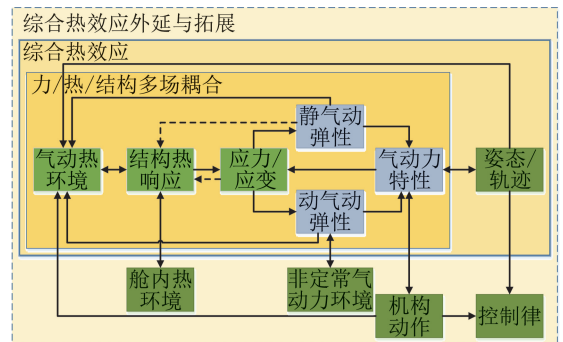 综合热效应外延与拓展
综合热效应
力/热/结构多场耦合
静气动
弹性
气动热
环境
结构热
响应
应力/
应变
气动力
特性
姿态/
轨迹
动气动
弹性
舱内热
环境
非定常气
动力环境
机构
动作
控制律